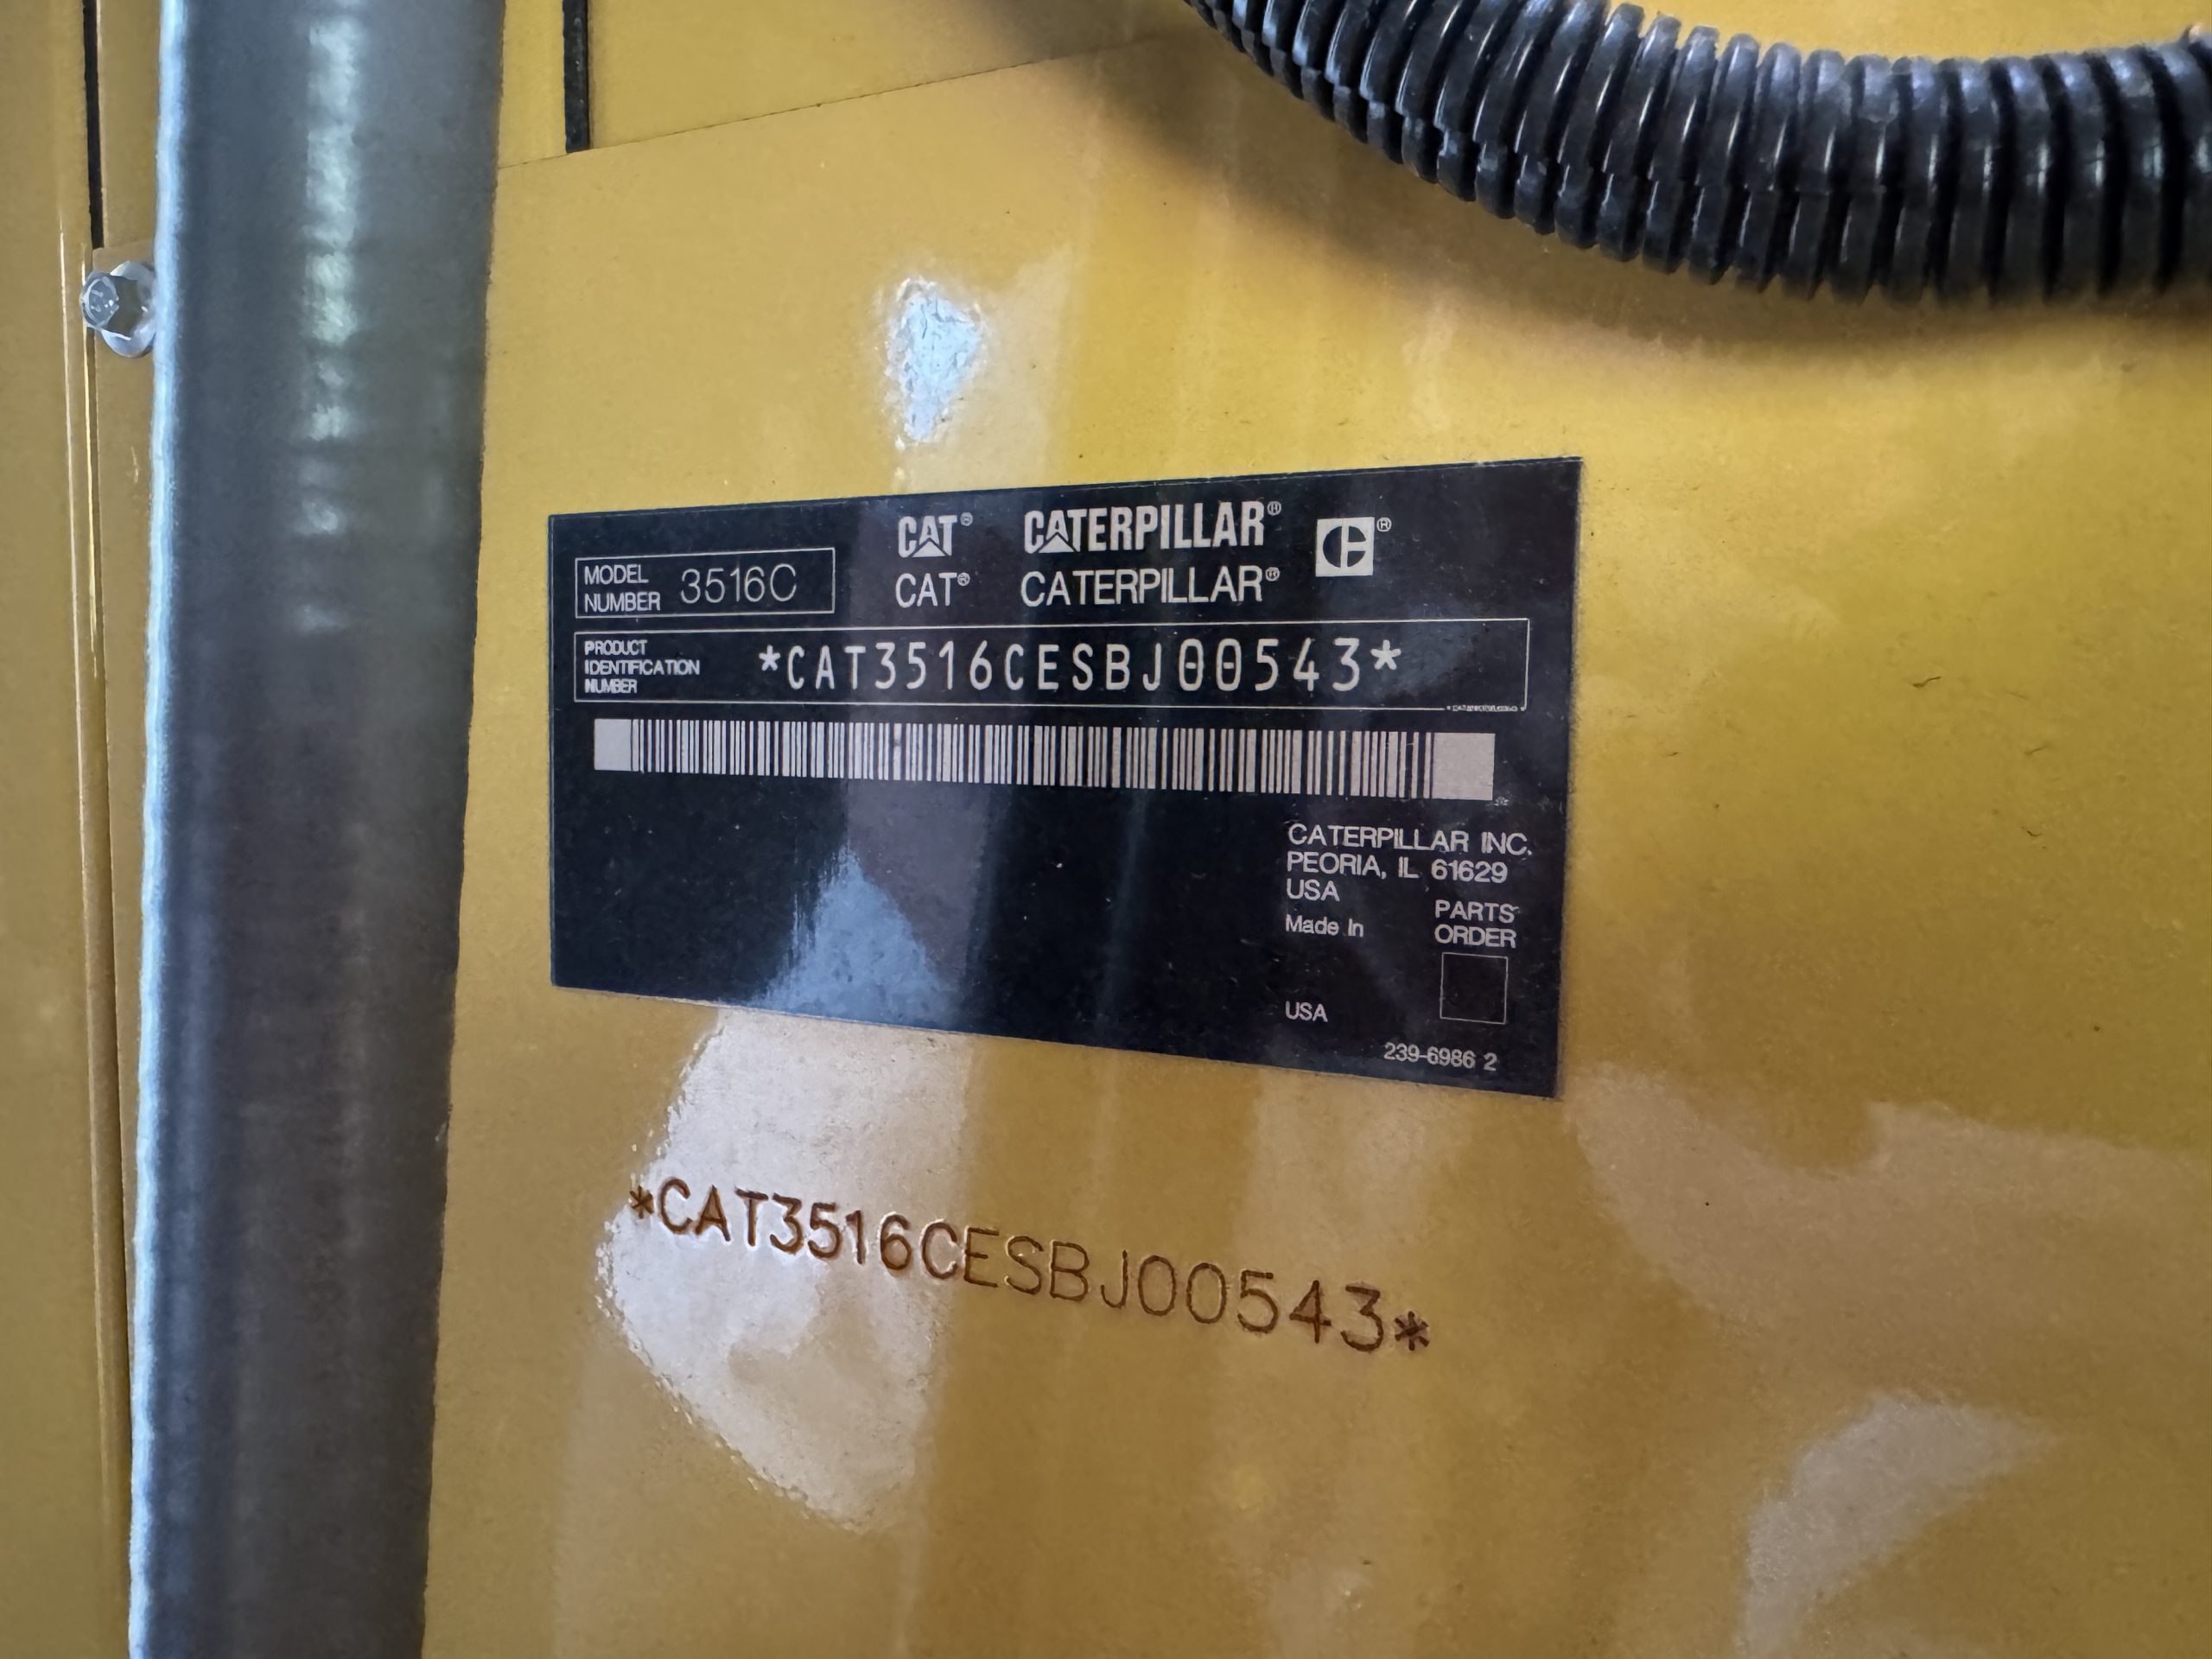 CAT® CATERPILLAR® ®
MODEL NUMBER 3516C
CAT® CATERPILLAR®
PRODUCT
IDENTIFICATION
NUMBER
*CAT3516CESBJ00543*
CATERPILLAR INC.
PEORIA, IL 61629
USA
Made In
PARTS
ORDER
USA
239-6986 2
*CAT3516CESBJ00543*